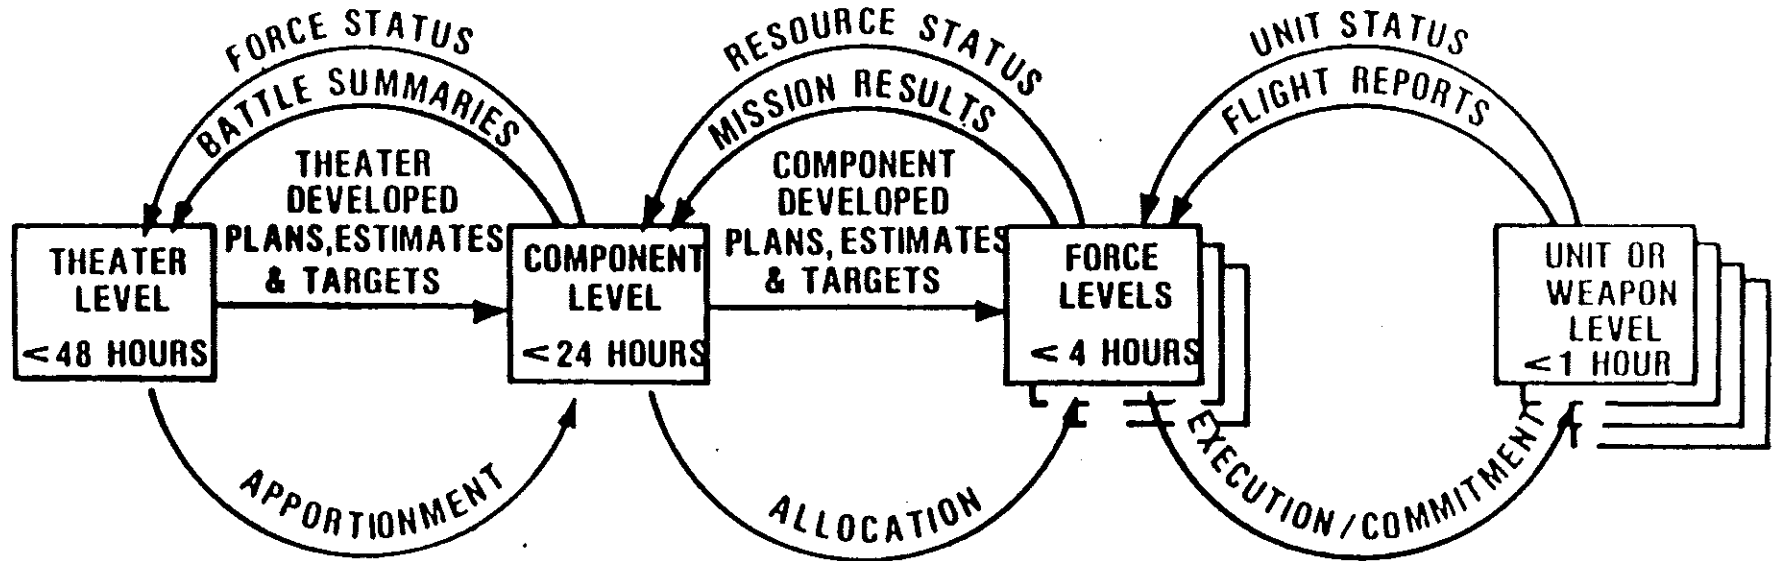 FORCE STATUS
BATTLE SUMMARIES
THEATER
DEVELOPED
PLANS, ESTIMATES
& TARGETS
THEATER
LEVEL
< 48 HOURS
APPORTIONMENT
RESOURCE STATUS
MISSION RESULTS
COMPONENT
DEVELOPED
PLANS, ESTIMATES
& TARGETS
COMPONENT
LEVEL
< 24 HOURS
ALLOCATION
UNIT STATUS
FLIGHT REPORTS
FORCE
LEVELS
< 4 HOURS
EXECUTION/COMMITMENT
UNIT OR
WEAPON
LEVEL
< 1 HOUR